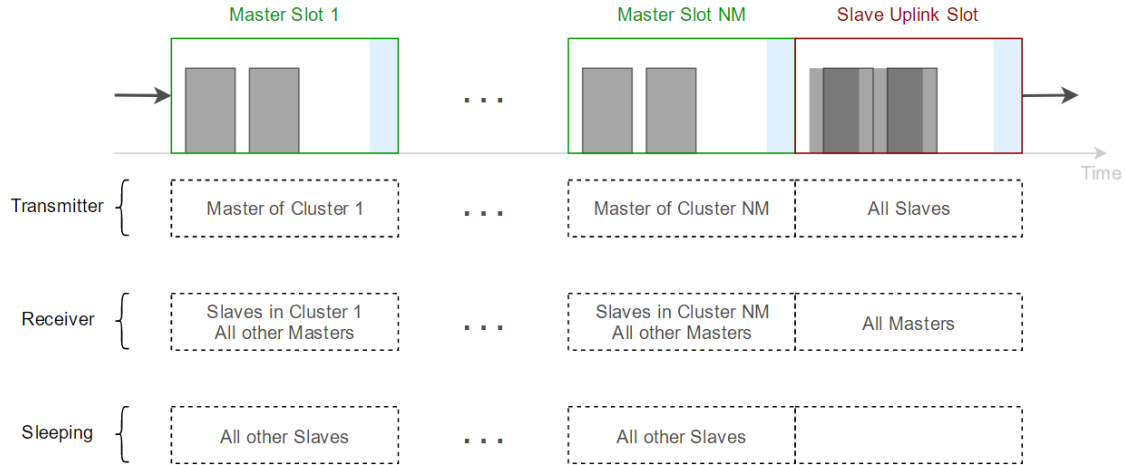 Master Slot 1
Master Slot NM
Slave Uplink Slot
. . .
Time
Transmitter
Master of Cluster 1
. . .
Master of Cluster NM
All Slaves
Receiver
Slaves in Cluster 1
All other Masters
. . .
Slaves in Cluster NM
All other Masters
All Masters
Sleeping
All other Slaves
. . .
All other Slaves